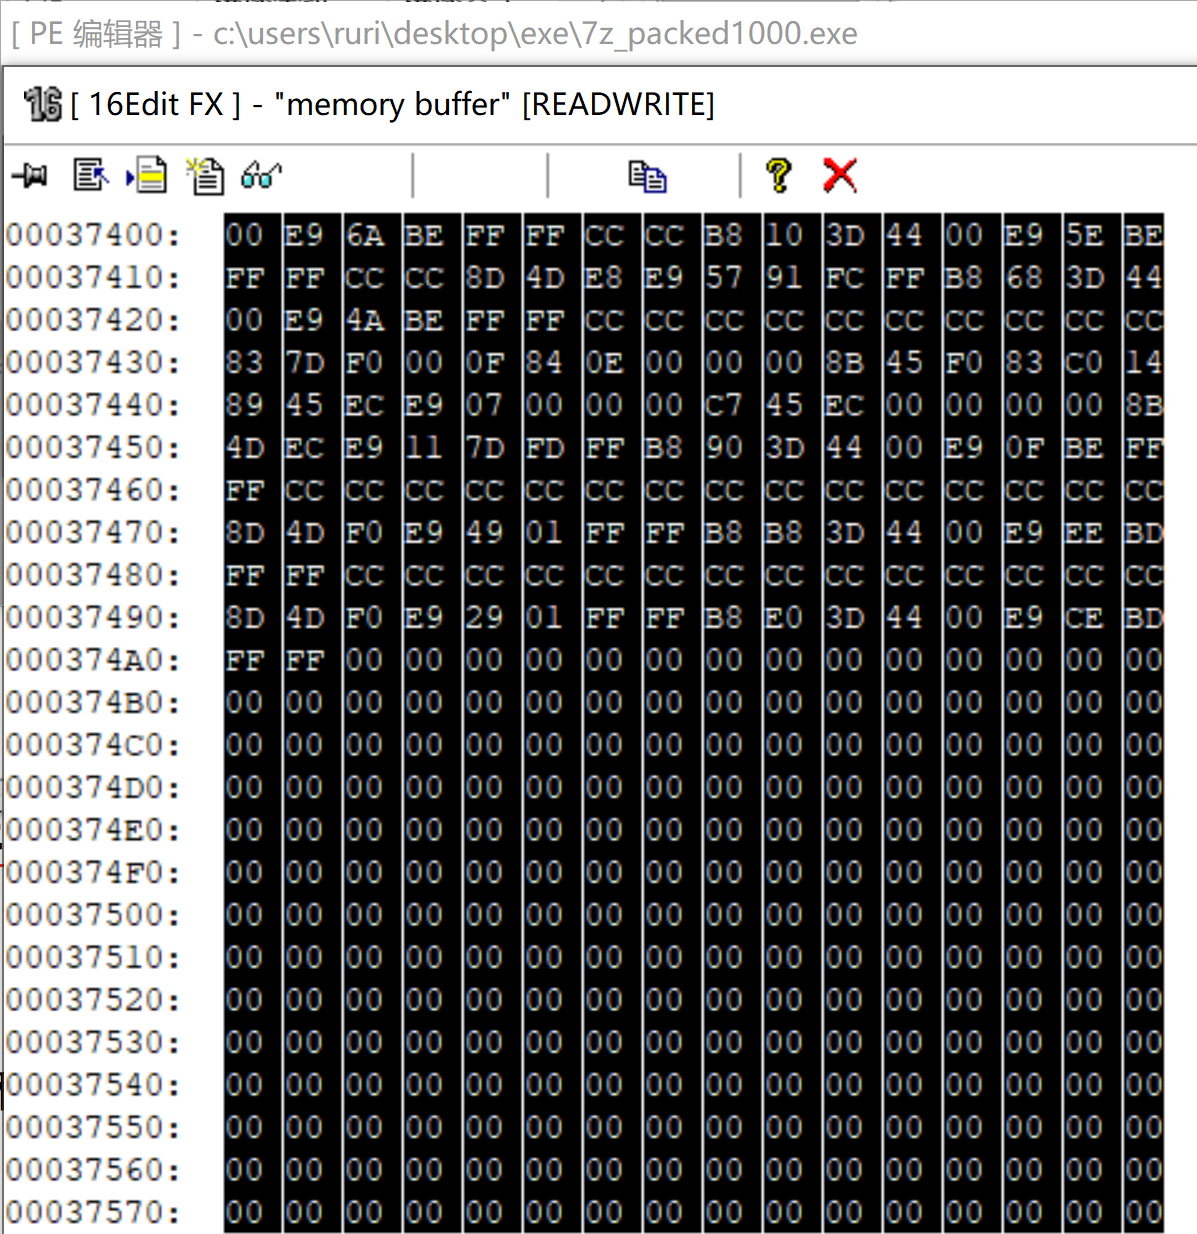 [ PE 编辑器 ] - c:\users\ruri\desktop\exe\7z_packed1000.exe
[ 16Edit FX ] - "memory buffer" [READWRITE]
00037400: 00 E9 6A BE FF FF CC CC B8 10 3D 44 00 E9 5E BE
00037410: FF FF CC CC 8D 4D E8 E9 57 91 FC FF B8 68 3D 44
00037420: 00 E9 4A BE FF FF CC CC CC CC CC CC CC CC CC CC
00037430: 83 7D F0 00 0F 84 0E 00 00 00 8B 45 F0 83 C0 14
00037440: 89 45 EC E9 07 00 00 00 C7 45 EC 00 00 00 00 8B
00037450: 4D EC E9 11 7D FD FF B8 90 3D 44 00 E9 0F BE FF
00037460: FF CC CC CC CC CC CC CC CC CC CC CC CC CC CC CC
00037470: 8D 4D F0 E9 49 01 FF FF B8 B8 3D 44 00 E9 EE BD
00037480: FF FF CC CC CC CC CC CC CC CC CC CC CC CC CC CC
00037490: 8D 4D F0 E9 29 01 FF FF B8 E0 3D 44 00 E9 CE BD
000374A0: FF FF 00 00 00 00 00 00 00 00 00 00 00 00 00 00
000374B0: 00 00 00 00 00 00 00 00 00 00 00 00 00 00 00 00
000374C0: 00 00 00 00 00 00 00 00 00 00 00 00 00 00 00 00
000374D0: 00 00 00 00 00 00 00 00 00 00 00 00 00 00 00 00
000374E0: 00 00 00 00 00 00 00 00 00 00 00 00 00 00 00 00
000374F0: 00 00 00 00 00 00 00 00 00 00 00 00 00 00 00 00
00037500: 00 00 00 00 00 00 00 00 00 00 00 00 00 00 00 00
00037510: 00 00 00 00 00 00 00 00 00 00 00 00 00 00 00 00
00037520: 00 00 00 00 00 00 00 00 00 00 00 00 00 00 00 00
00037530: 00 00 00 00 00 00 00 00 00 00 00 00 00 00 00 00
00037540: 00 00 00 00 00 00 00 00 00 00 00 00 00 00 00 00
00037550: 00 00 00 00 00 00 00 00 00 00 00 00 00 00 00 00
00037560: 00 00 00 00 00 00 00 00 00 00 00 00 00 00 00 00
00037570: 00 00 00 00 00 00 00 00 00 00 00 00 00 00 00 00